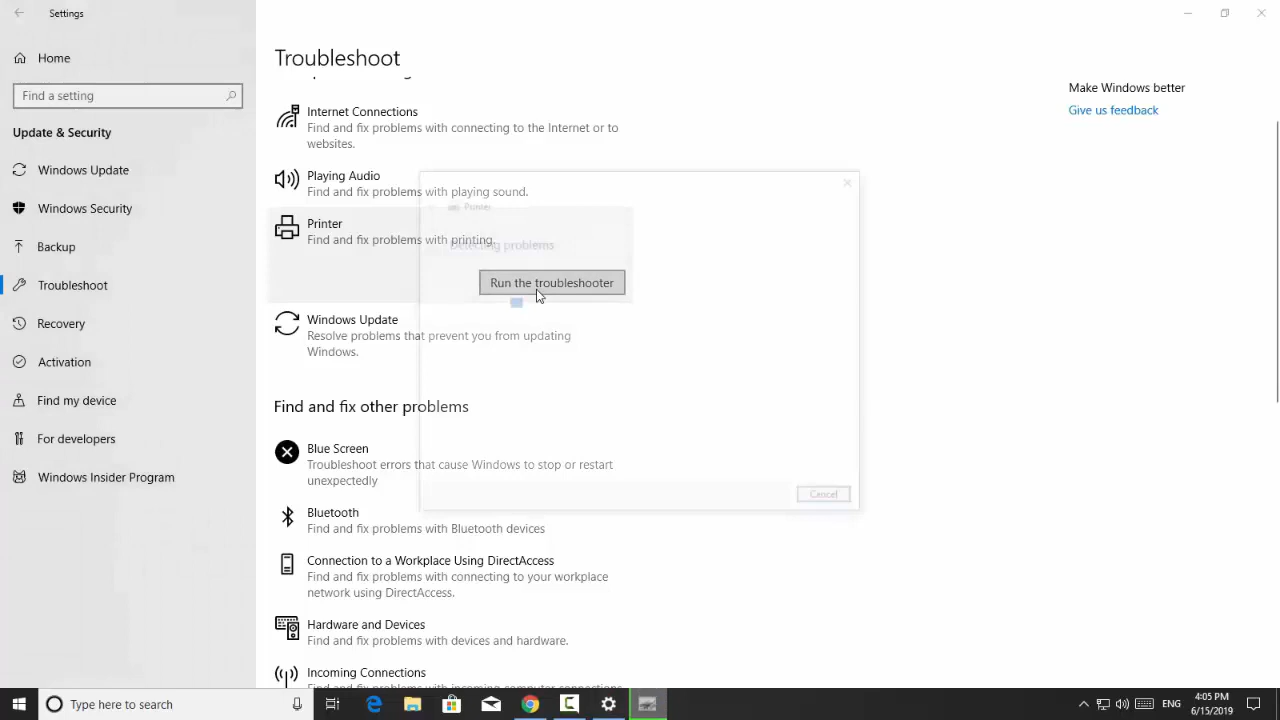 Settings
Home
Find a setting
Update & Security
Windows Update
Windows Security
Backup
Troubleshoot
Recovery
Activation
Find my device
For developers
Windows Insider Program
Troubleshoot
Internet Connections
Find and fix problems with connecting to the Internet or to
websites.
Playing Audio
Find and fix problems with playing sound.
Printer
Find and fix problems with printing.
Run the troubleshooter
Windows Update
Resolve problems that prevent you from updating
Windows.
Find and fix other problems
Blue Screen
Troubleshoot errors that cause Windows to stop or restart
unexpectedly
Bluetooth
Find and fix problems with Bluetooth devices
Connection to a Workplace Using DirectAccess
Find and fix problems with connecting to your workplace
network using DirectAccess.
Hardware and Devices
Find and fix problems with devices and hardware.
Incoming Connections
Printer
Detecting problems
Cancel
Make Windows better
Give us feedback
Type here to search
ENG
4:05 PM
6/15/2019